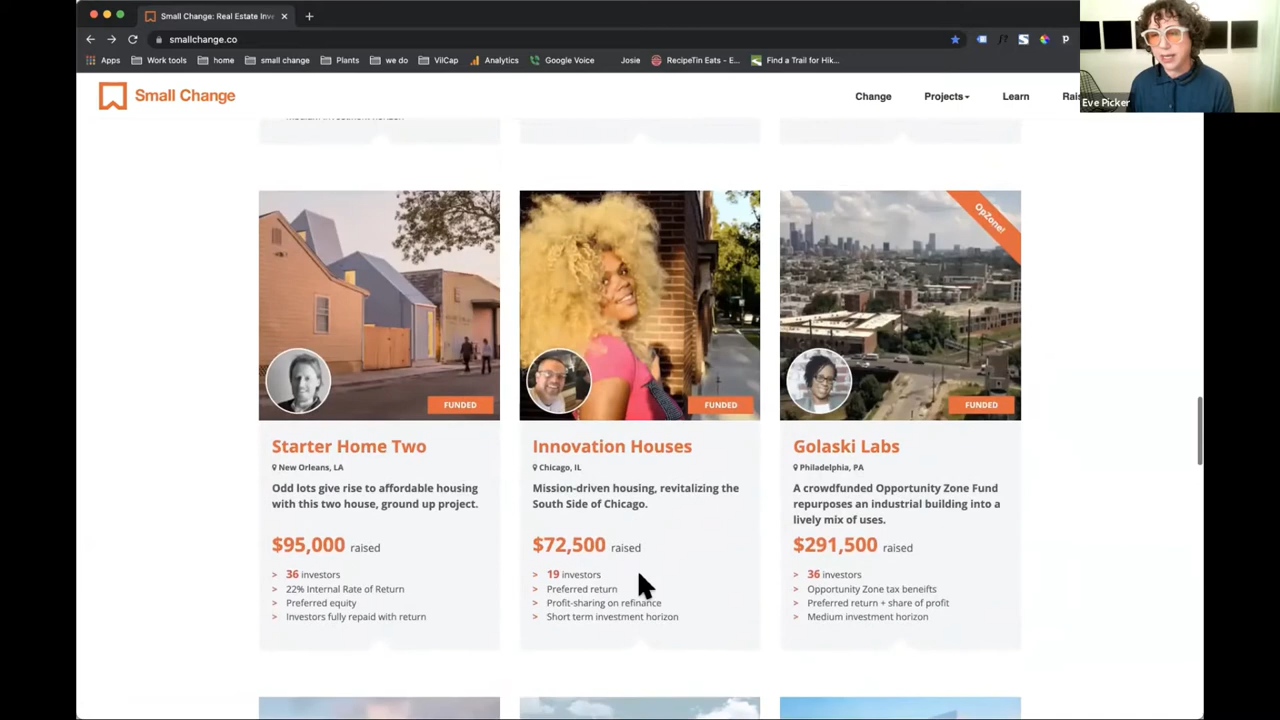 Small Change: Real Estate Inve
smallchange.co
Apps
Work tools
home
small change
Plants
we do
VilCap
Analytics
Google Voice
Josie
RecipeTin Eats - E...
Find a Trail for Hik...
Eve Picker
Small Change
Change
Projects
Learn
Rai
OpZone!
FUNDED
FUNDED
FUNDED
Starter Home Two
New Orleans, LA
Odd lots give rise to affordable housing
with this two house, ground up project.
$95,000 raised
> 36 investors
> 22% Internal Rate of Return
> Preferred equity
> Investors fully repaid with return
Innovation Houses
Chicago, IL
Mission-driven housing, revitalizing the
South Side of Chicago.
$72,500 raised
> 19 investors
> Preferred return
> Profit-sharing on refinance
> Short term investment horizon
Golaski Labs
Philadelphia, PA
A crowdfunded Opportunity Zone Fund
repurposes an industrial building into a
lively mix of uses.
$291,500 raised
> 36 investors
> Opportunity Zone tax beneifts
> Preferred return + share of profit
> Medium investment horizon